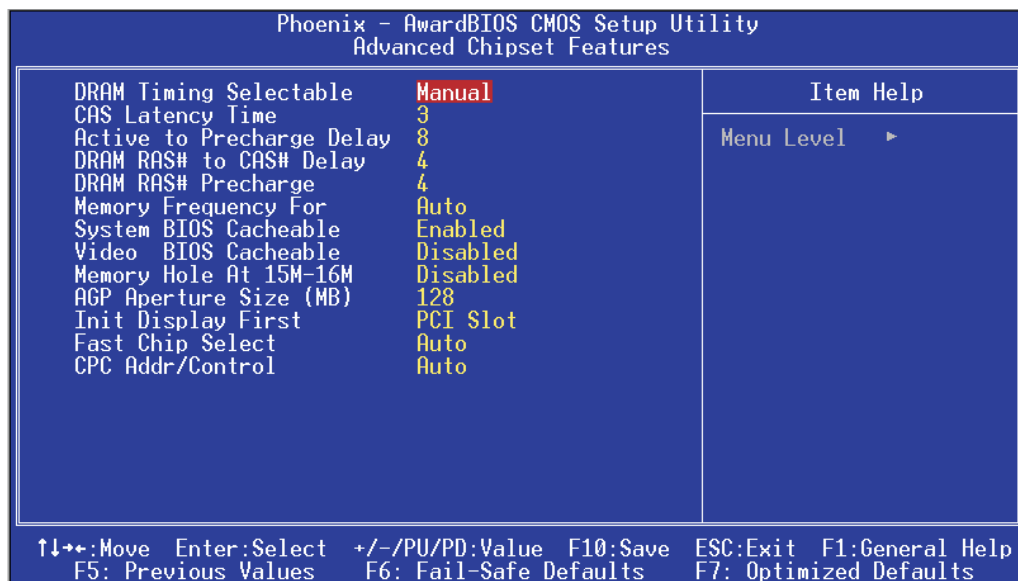 Phoenix - AwardBIOS CMOS Setup Utility
Advanced Chipset Features
DRAM Timing Selectable Manual
CAS Latency Time 3
Active to Precharge Delay 8
DRAM RAS# to CAS# Delay 4
DRAM RAS# Precharge 4
Memory Frequency For Auto
System BIOS Cacheable Enabled
Video BIOS Cacheable Disabled
Memory Hole At 15M-16M Disabled
AGP Aperture Size (MB) 128
Init Display First PCI Slot
Fast Chip Select Auto
CPC Addr/Control Auto
Item Help
Menu Level ►
↑↓→←:Move Enter:Select +/-/PU/PD:Value F10:Save ESC:Exit F1:General Help
F5: Previous Values F6: Fail-Safe Defaults F7: Optimized Defaults